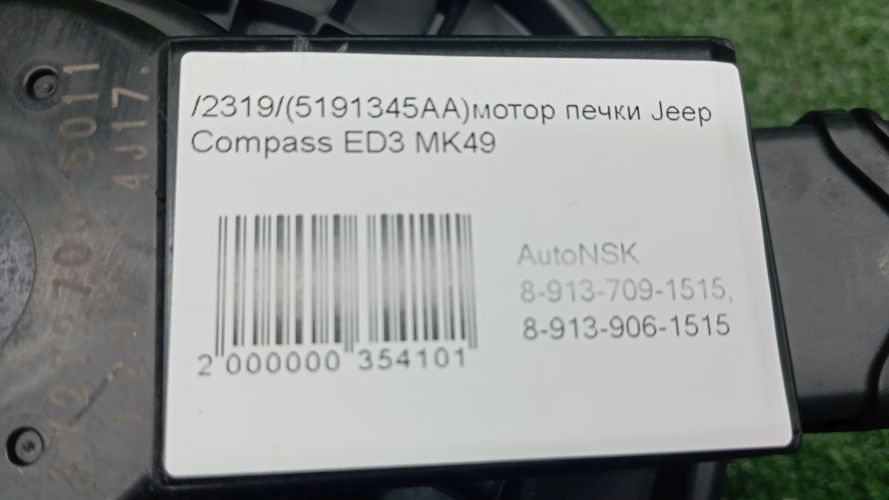 /2319/(5191345AA)мотор печки Jeep
Compass ED3 MK49
AutoNSK
8-913-709-1515,
8-913-906-1515
2 000000 354101
4J17.